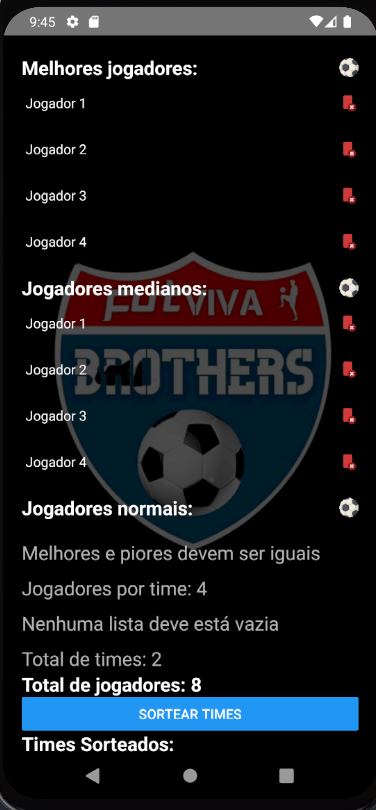 9:45
Melhores jogadores:
Jogador 1
Jogador 2
Jogador 3
Jogador 4
Jogadores medianos:
FUTVIVA
Jogador 1
BROTHERS
Jogador 2
Jogador 3
Jogador 4
Jogadores normais:
Melhores e piores devem ser iguais
Jogadores por time: 4
Nenhuma lista deve está vazia
Total de times: 2
Total de jogadores: 8
SORTEAR TIMES
Times Sorteados: